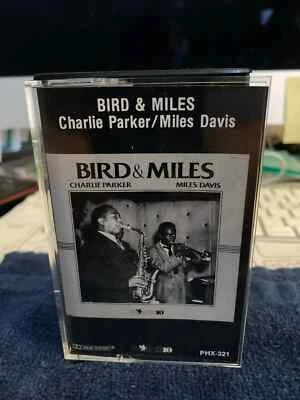 BIRD & MILES
Charlie Parker/Miles Davis
BIRD & MILES
CHARLIE PARKER MILES DAVIS
PHX-321